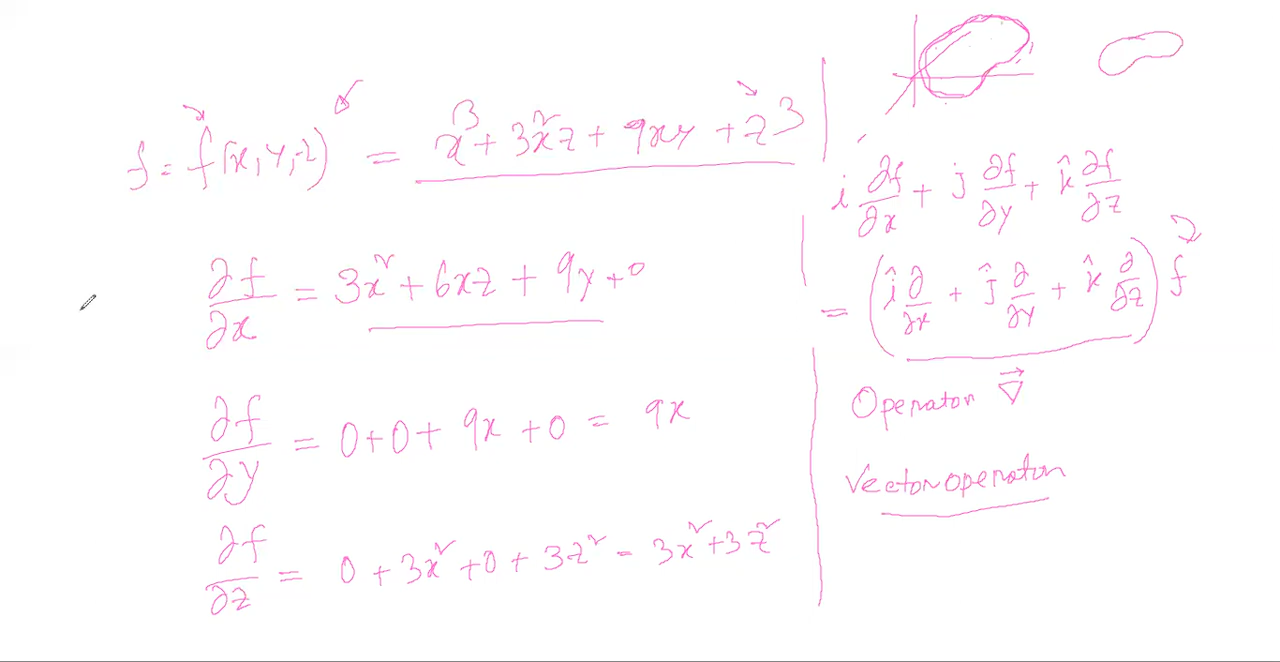 f = f(x, y, z) = x³ + 3x²z + 9xy + z³
∂f/∂x = 3x² + 6xz + 9y + 0
∂f/∂y = 0 + 0 + 9x + 0 = 9x
∂f/∂z = 0 + 3x² + 0 + 3z² = 3x² + 3z²
i ∂f/∂x + j ∂f/∂y + k̂ ∂f/∂z
= (î ∂/∂x + ĵ ∂/∂y + k̂ ∂/∂z) f
Operator ∇⃗
Vector operator